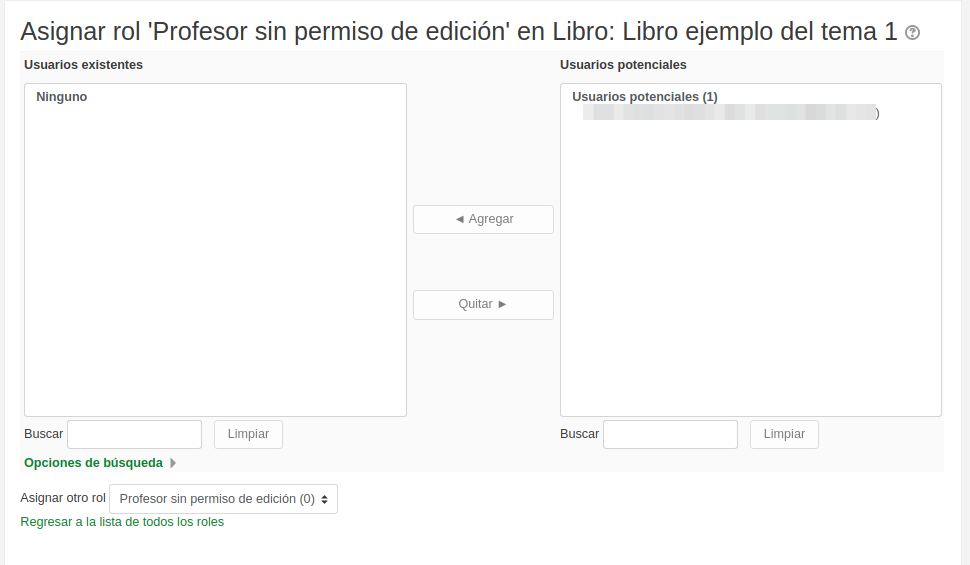 Asignar rol 'Profesor sin permiso de edición' en Libro: Libro ejemplo del tema 1
Usuarios existentes
Usuarios potenciales
Ninguno
Usuarios potenciales (1)
)
◄ Agregar
Quitar ►
Buscar
Limpiar
Buscar
Limpiar
Opciones de búsqueda
Asignar otro rol Profesor sin permiso de edición (0)
Regresar a la lista de todos los roles